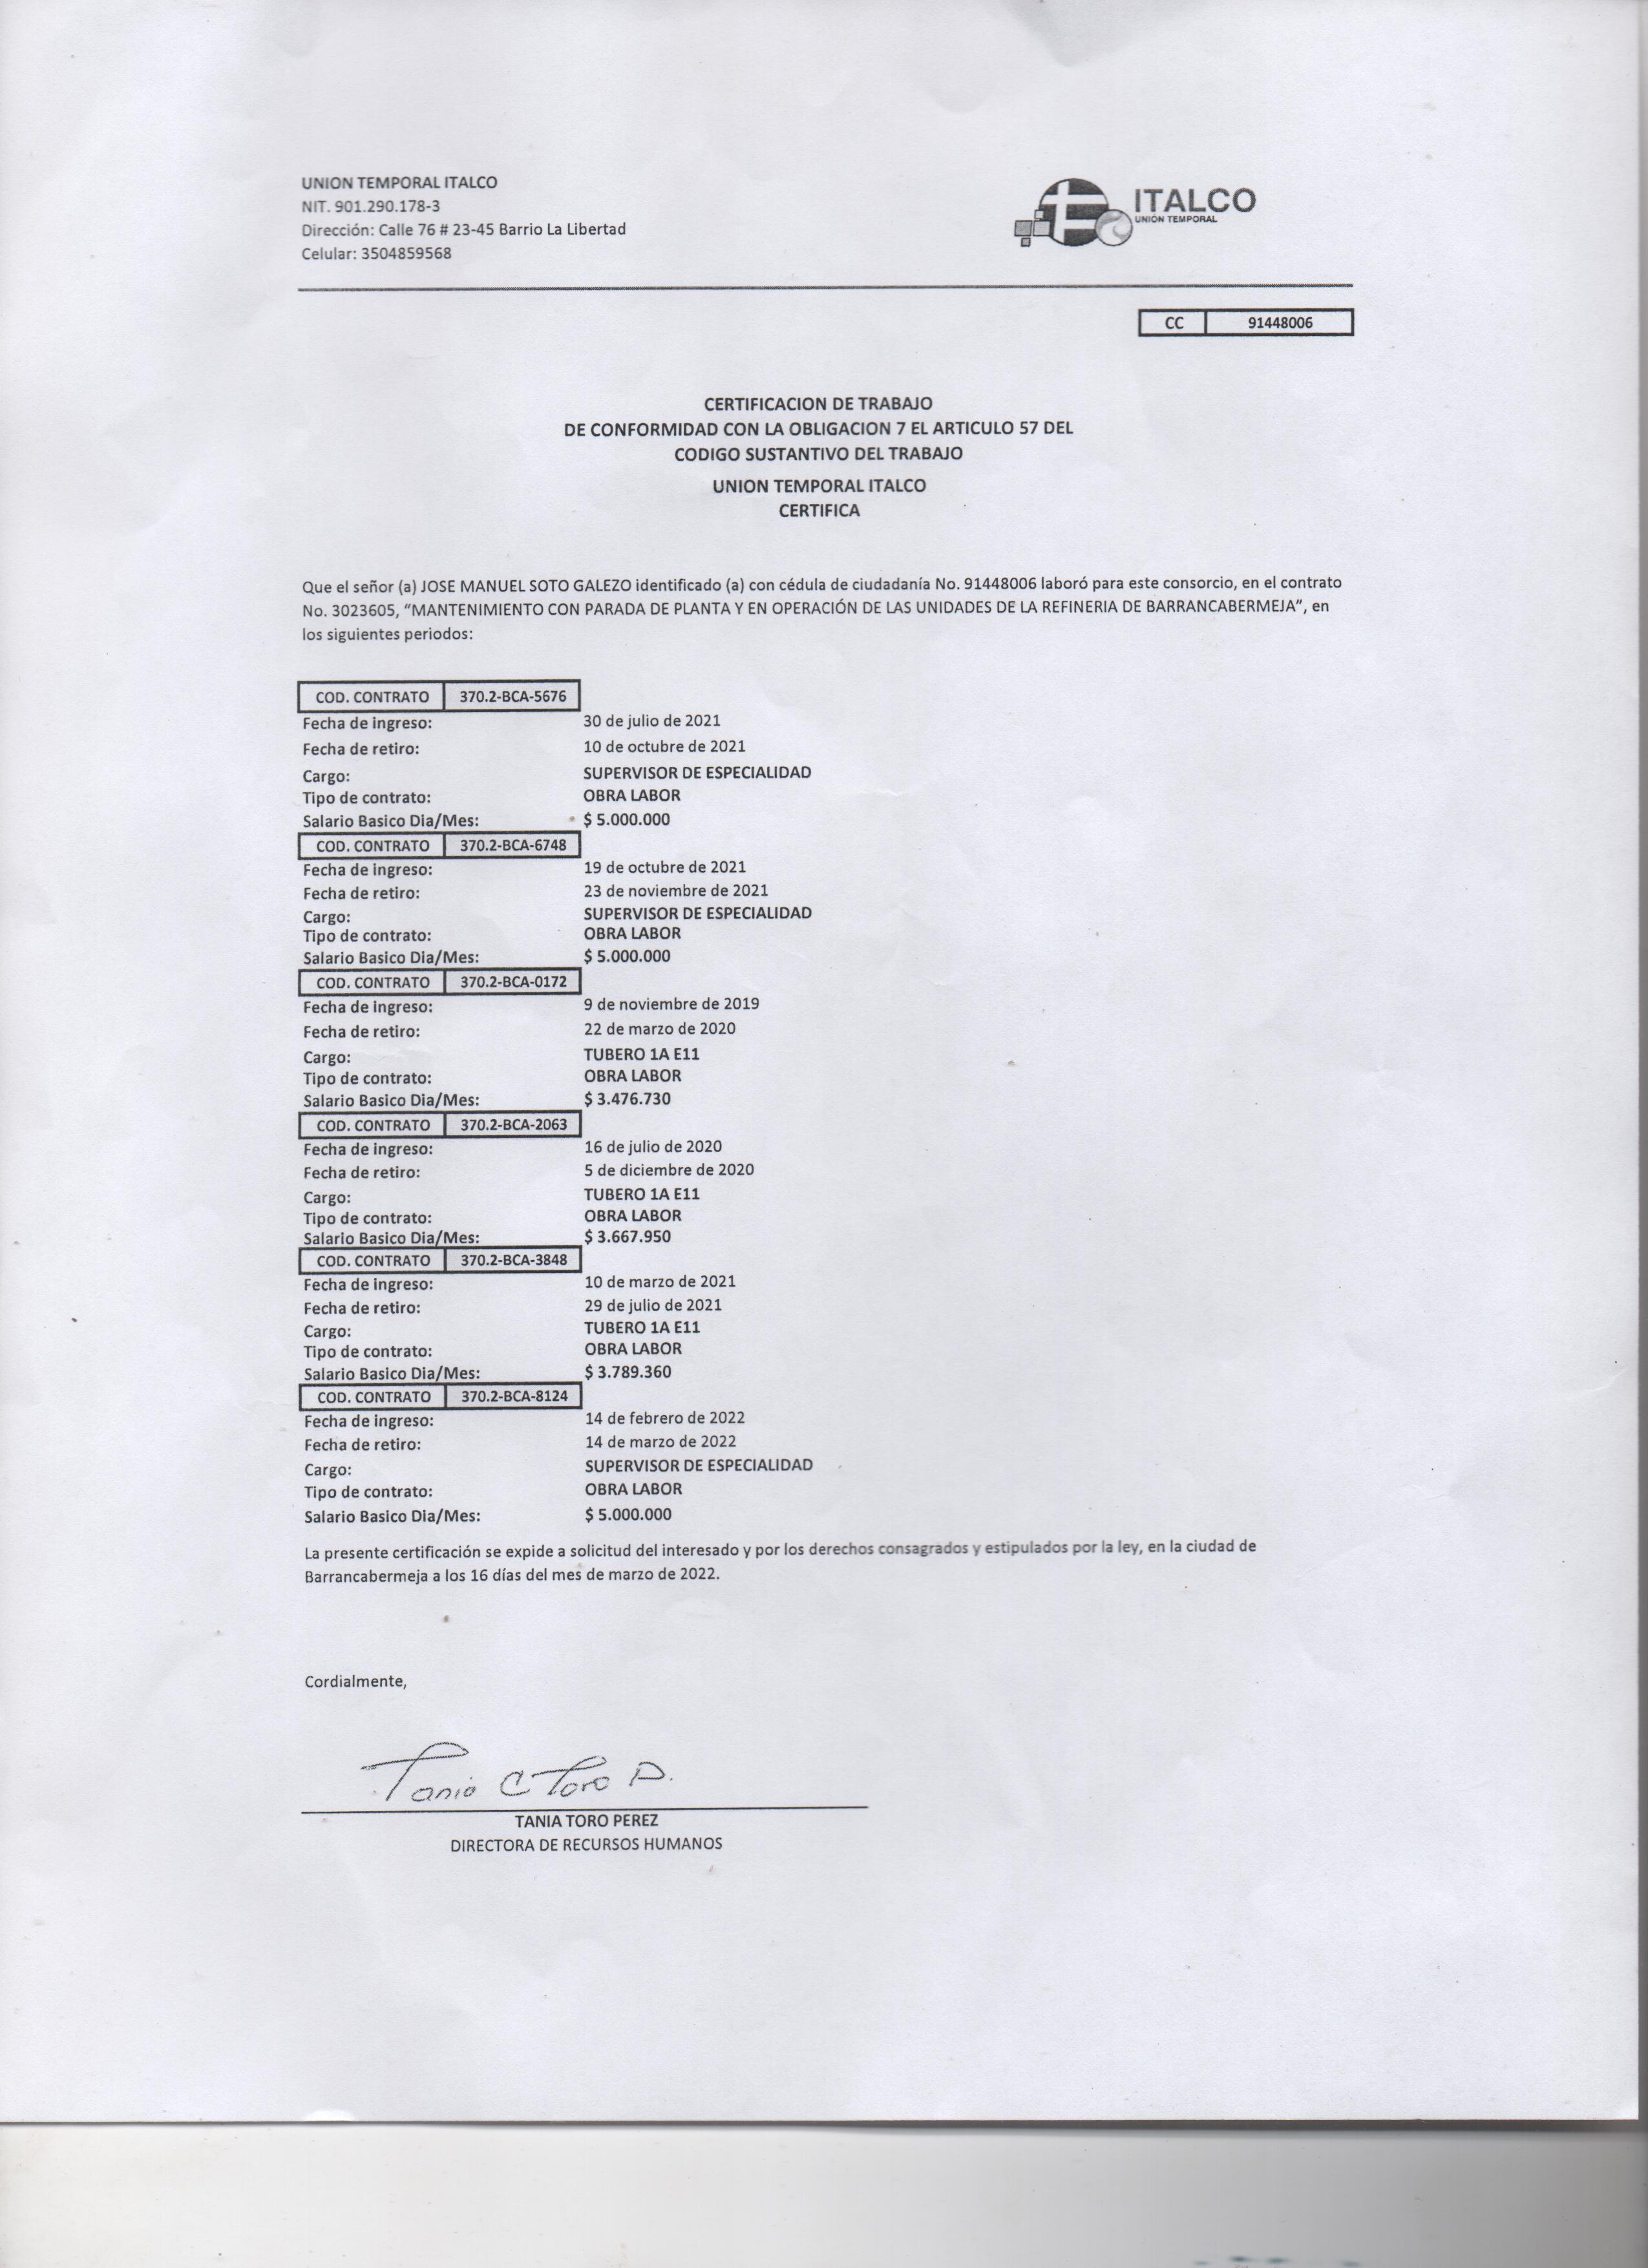 UNION TEMPORAL ITALCO
NIT. 901.290.178-3
Dirección: Calle 76 # 23-45 Barrio La Libertad
Celular: 3504859568
ITALCO
UNION TEMPORAL
CC 91448006
CERTIFICACION DE TRABAJO
DE CONFORMIDAD CON LA OBLIGACION 7 EL ARTICULO 57 DEL
CODIGO SUSTANTIVO DEL TRABAJO
UNION TEMPORAL ITALCO
CERTIFICA
Que el señor (a) JOSE MANUEL SOTO GALEZO identificado (a) con cédula de ciudadanía No. 91448006 laboró para este consorcio, en el contrato
No. 3023605, “MANTENIMIENTO CON PARADA DE PLANTA Y EN OPERACIÓN DE LAS UNIDADES DE LA REFINERIA DE BARRANCABERMEJA”, en
los siguientes periodos:
COD. CONTRATO 370.2-BCA-5676
Fecha de ingreso: 30 de julio de 2021
Fecha de retiro: 10 de octubre de 2021
Cargo: SUPERVISOR DE ESPECIALIDAD
Tipo de contrato: OBRA LABOR
Salario Basico Dia/Mes: $ 5.000.000
COD. CONTRATO 370.2-BCA-6748
Fecha de ingreso: 19 de octubre de 2021
Fecha de retiro: 23 de noviembre de 2021
Cargo: SUPERVISOR DE ESPECIALIDAD
Tipo de contrato: OBRA LABOR
Salario Basico Dia/Mes: $ 5.000.000
COD. CONTRATO 370.2-BCA-0172
Fecha de ingreso: 9 de noviembre de 2019
Fecha de retiro: 22 de marzo de 2020
Cargo: TUBERO 1A E11
Tipo de contrato: OBRA LABOR
Salario Basico Dia/Mes: $ 3.476.730
COD. CONTRATO 370.2-BCA-2063
Fecha de ingreso: 16 de julio de 2020
Fecha de retiro: 5 de diciembre de 2020
Cargo: TUBERO 1A E11
Tipo de contrato: OBRA LABOR
Salario Basico Dia/Mes: $ 3.667.950
COD. CONTRATO 370.2-BCA-3848
Fecha de ingreso: 10 de marzo de 2021
Fecha de retiro: 29 de julio de 2021
Cargo: TUBERO 1A E11
Tipo de contrato: OBRA LABOR
Salario Basico Dia/Mes: $ 3.789.360
COD. CONTRATO 370.2-BCA-8124
Fecha de ingreso: 14 de febrero de 2022
Fecha de retiro: 14 de marzo de 2022
Cargo: SUPERVISOR DE ESPECIALIDAD
Tipo de contrato: OBRA LABOR
Salario Basico Dia/Mes: $ 5.000.000
La presente certificación se expide a solicitud del interesado y por los derechos consagrados y estipulados por la ley, en la ciudad de
Barrancabermeja a los 16 días del mes de marzo de 2022.
Cordialmente,
Tania C Toro P.
TANIA TORO PEREZ
DIRECTORA DE RECURSOS HUMANOS